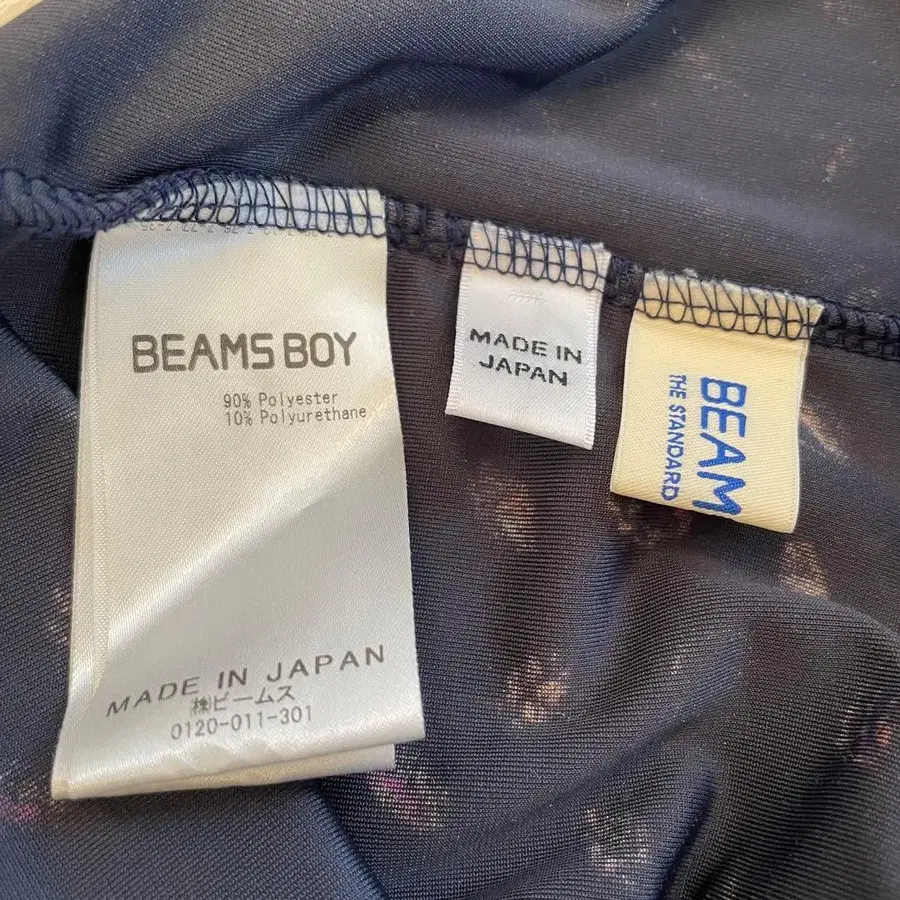 BEAMS BOY
90% Polyester
10% Polyurethane
MADE IN JAPAN
㈱ビームス
0120-011-301
MADE IN
JAPAN
BEAM
THE STANDARD